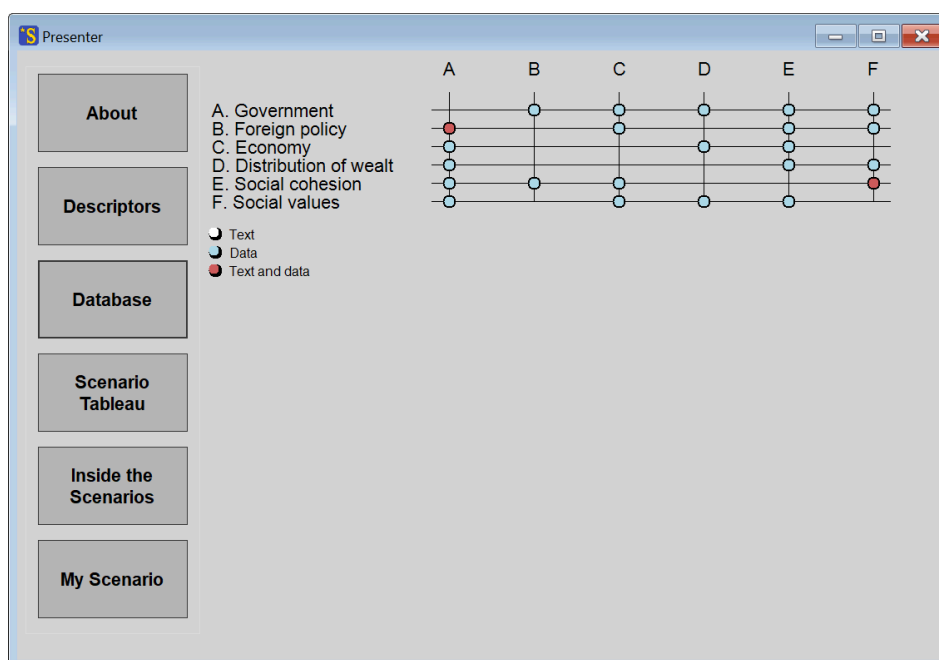 Presenter
About
Descriptors
Database
Scenario
Tableau
Inside the
Scenarios
My Scenario
A B C D E F
A. Government
B. Foreign policy
C. Economy
D. Distribution of wealt
E. Social cohesion
F. Social values
Text
Data
Text and data